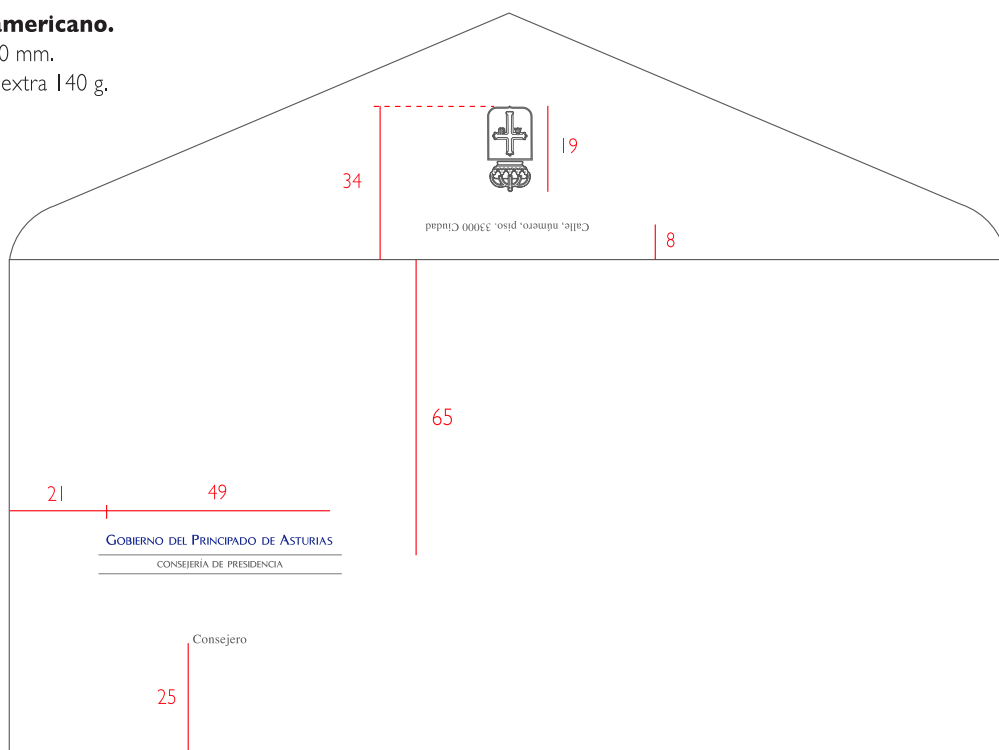 americano.
0 mm.
extra 140 g.
19
34
Calle, número, piso. 33000 Ciudad
8
65
21
49
GOBIERNO DEL PRINCIPADO DE ASTURIAS
CONSEJERÍA DE PRESIDENCIA
Consejero
25